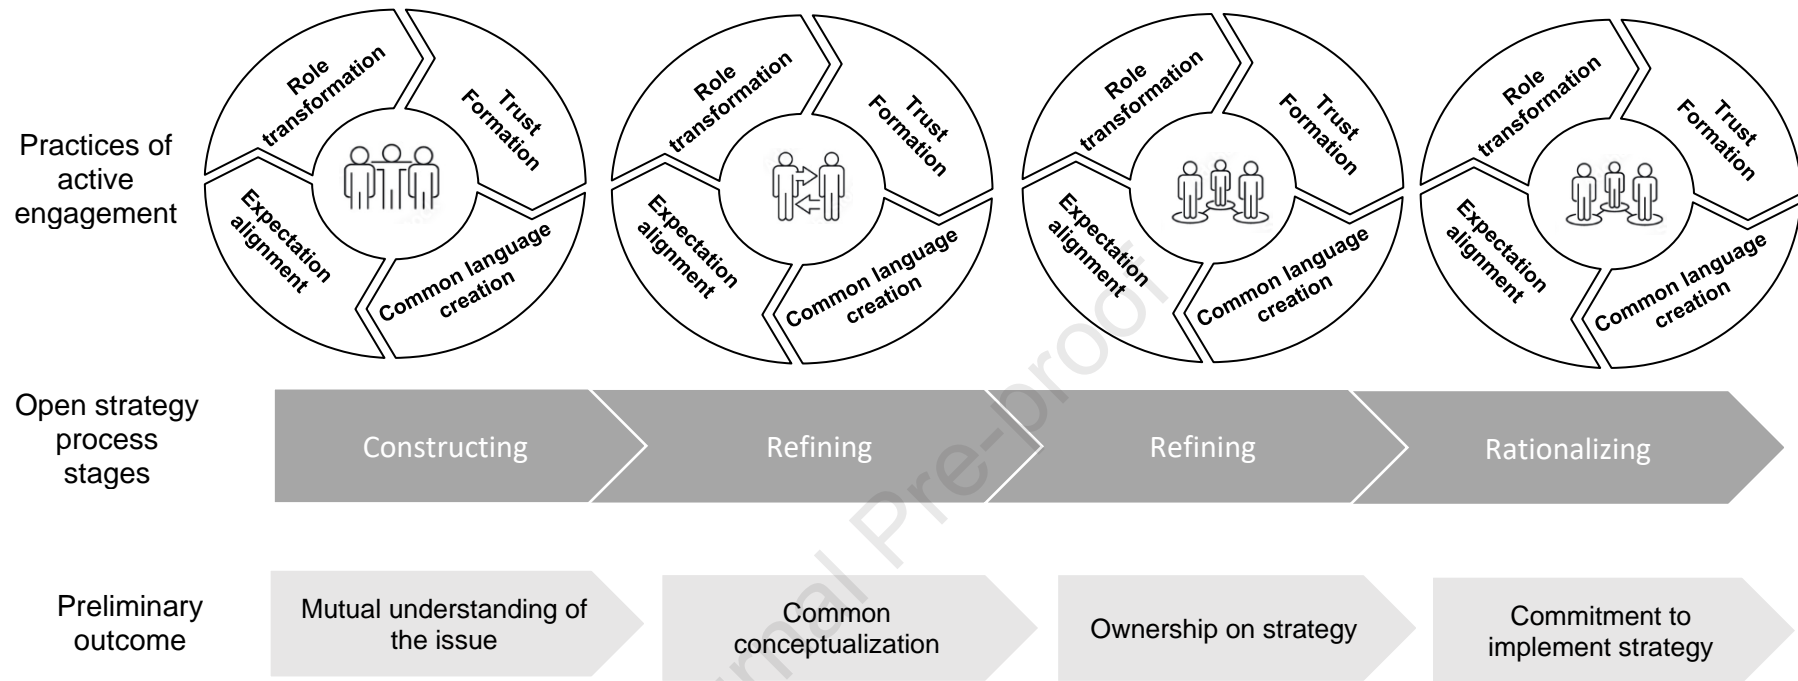 Practices of
active
engagement
Role
transformation
Trust
Formation
Expectation
alignment
Common language
creation
Role
transformation
Trust
Formation
Expectation
alignment
Common language
creation
Role
transformation
Trust
Formation
Expectation
alignment
Common language
creation
Role
transformation
Trust
Formation
Expectation
alignment
Common language
creation
Open strategy
process
stages
Constructing
Refining
Refining
Rationalizing
Preliminary
outcome
Mutual understanding of
the issue
Common
conceptualization
Ownership on strategy
Commitment to
implement strategy
Pre-proof